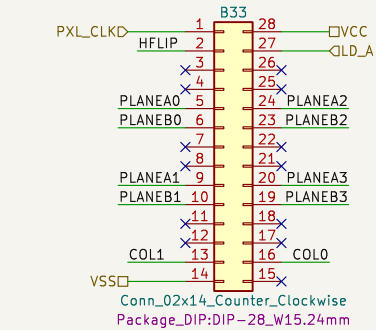 B33
PXL_CLK 1 28 VCC
HFLIP 2 27 LD_A
3 26
4 25
PLANEA0 5 24 PLANEA2
PLANEB0 6 23 PLANEB2
7 22
8 21
PLANEA1 9 20 PLANEA3
PLANEB1 10 19 PLANEB3
11 18
12 17
COL1 13 16 COL0
VSS 14 15
Conn_02x14_Counter_Clockwise
Package_DIP:DIP-28_W15.24mm